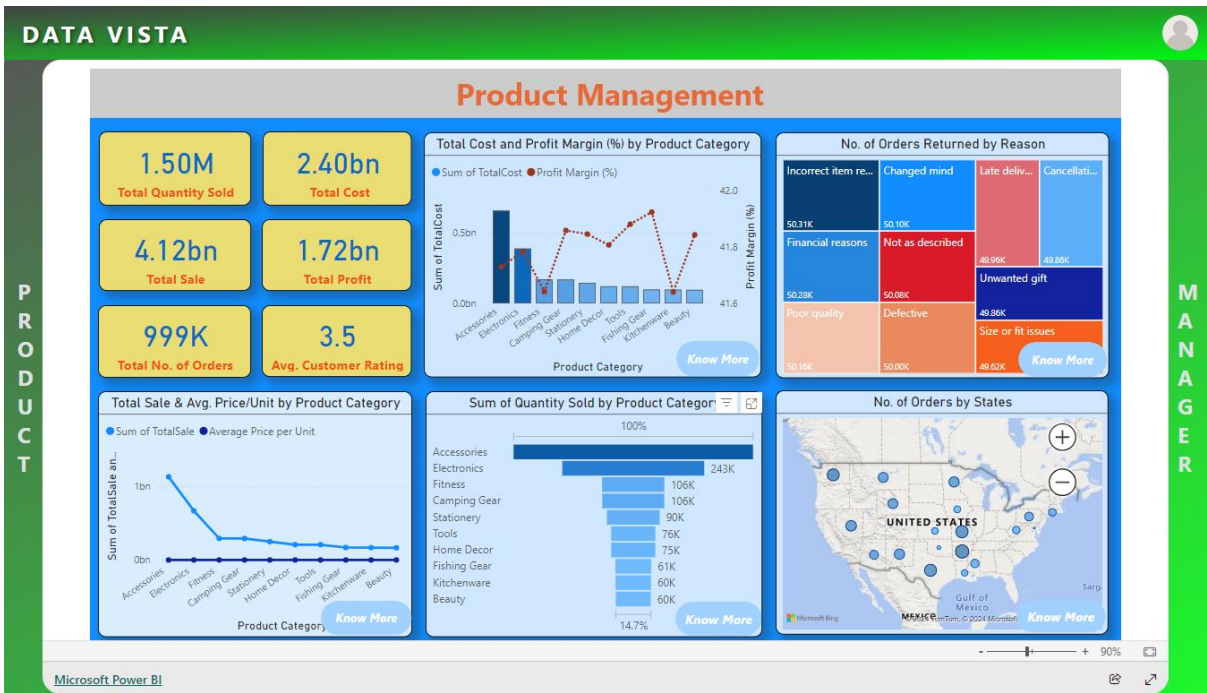 DATA VISTA
PRODUCT
MANAGER
Product Management
1.50M
Total Quantity Sold
2.40bn
Total Cost
4.12bn
Total Sale
1.72bn
Total Profit
999K
Total No. of Orders
3.5
Avg. Customer Rating
Total Cost and Profit Margin (%) by Product Category
Sum of TotalCost Profit Margin (%)
Sum of TotalCost
0.5bn
0.0bn
42.0
41.8
41.6
Profit Margin (%)
Accessories
Electronics
Fitness
Camping Gear
Stationery
Home Decor
Tools
Fishing Gear
Kitchenware
Beauty
Product Category
Know More
No. of Orders Returned by Reason
Incorrect item re...
50.31K
Changed mind
50.10K
Late deliv...
49.96K
Cancellati...
49.86K
Financial reasons
50.28K
Not as described
50.08K
Unwanted gift
49.86K
Poor quality
50.16K
Defective
50.00K
Size or fit issues
49.62K
Know More
Total Sale & Avg. Price/Unit by Product Category
Sum of TotalSale Average Price per Unit
Sum of TotalSale an...
1bn
0bn
Accessories
Electronics
Fitness
Camping Gear
Stationery
Home Decor
Tools
Fishing Gear
Kitchenware
Beauty
Product Category
Know More
Sum of Quantity Sold by Product Categor
100%
Accessories
Electronics 243K
Fitness 106K
Camping Gear 106K
Stationery 90K
Tools 76K
Home Decor 75K
Fishing Gear 61K
Kitchenware 60K
Beauty 60K
14.7%
Know More
No. of Orders by States
UNITED STATES
Gulf of
Mexico
MEXICO
Sarg
Microsoft Bing
TomTom, © 2024 Microsoft
Know More
- + 90%
Microsoft Power BI